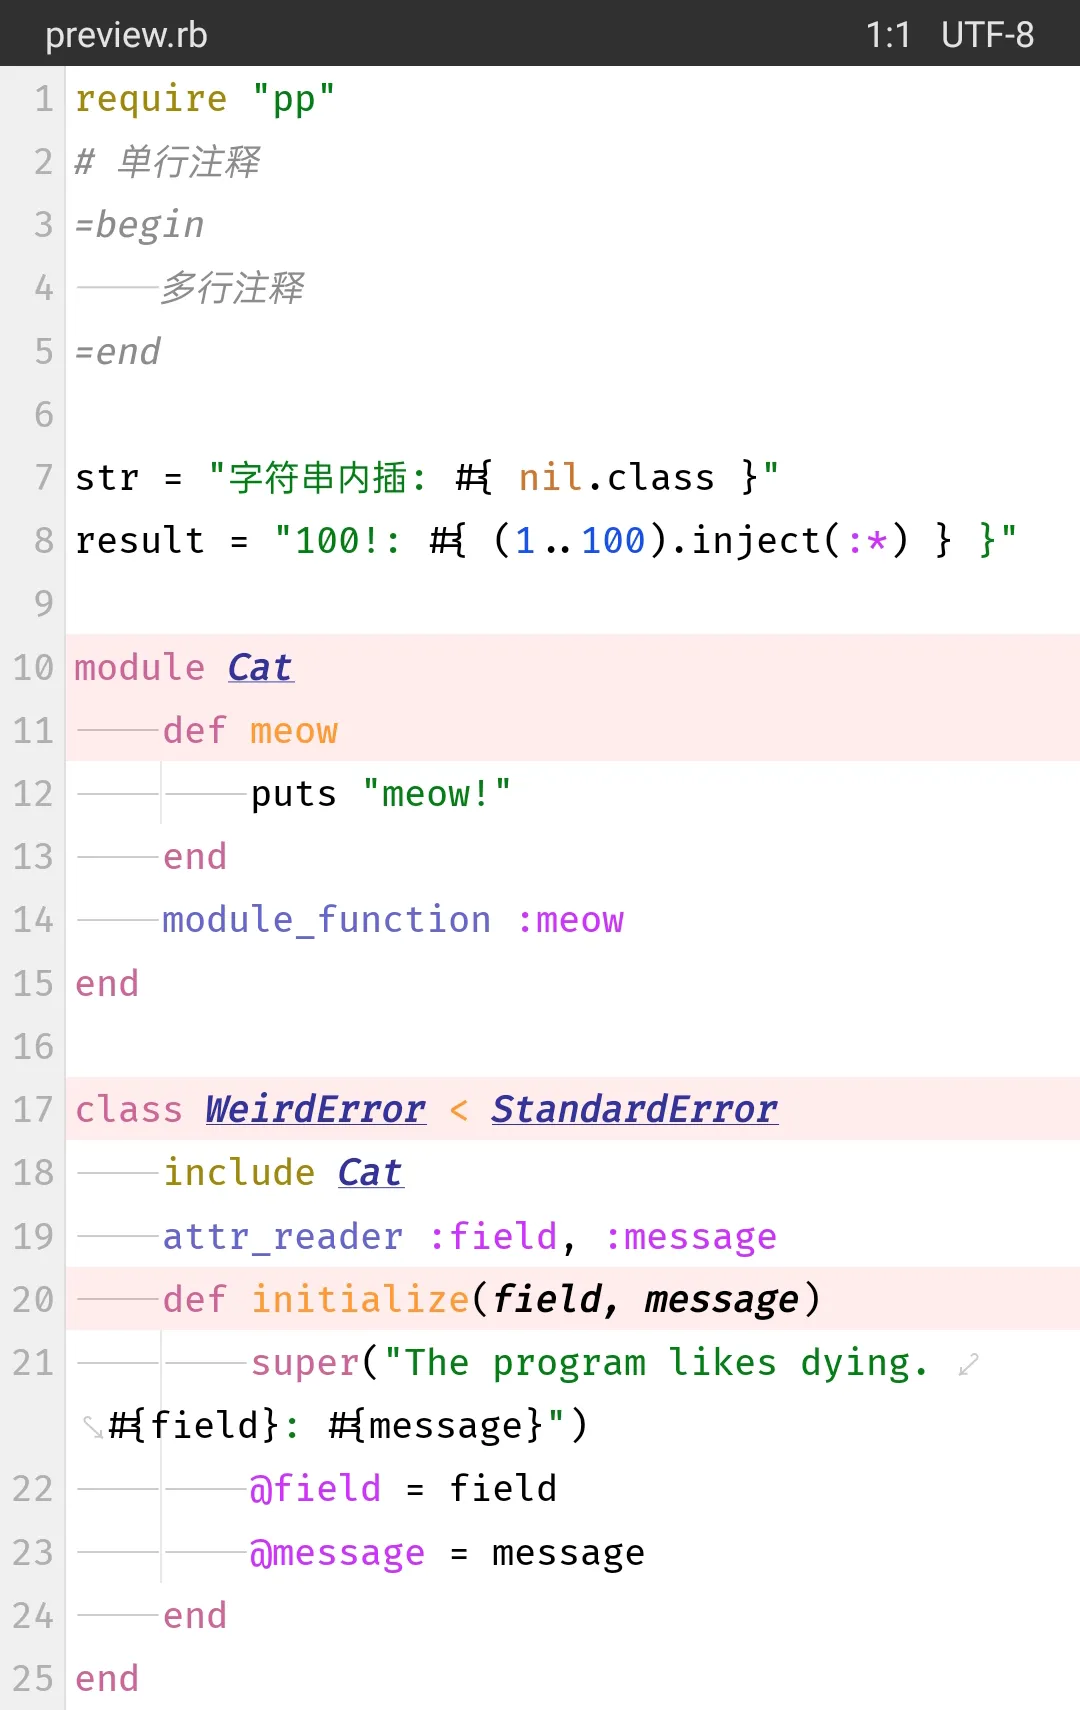 preview.rb 1:1 UTF-8
1 require "pp"
2 # 单行注释
3 =begin
4 多行注释
5 =end
6
7 str = "字符串内插: #{ nil.class }"
8 result = "100!: #{ (1..100).inject(:*) } }"
9
10 module Cat
11 def meow
12 puts "meow!"
13 end
14 module_function :meow
15 end
16
17 class WeirdError < StandardError
18 include Cat
19 attr_reader :field, :message
20 def initialize(field, message)
21 super("The program likes dying.
#{field}: #{message}")
22 @field = field
23 @message = message
24 end
25 end